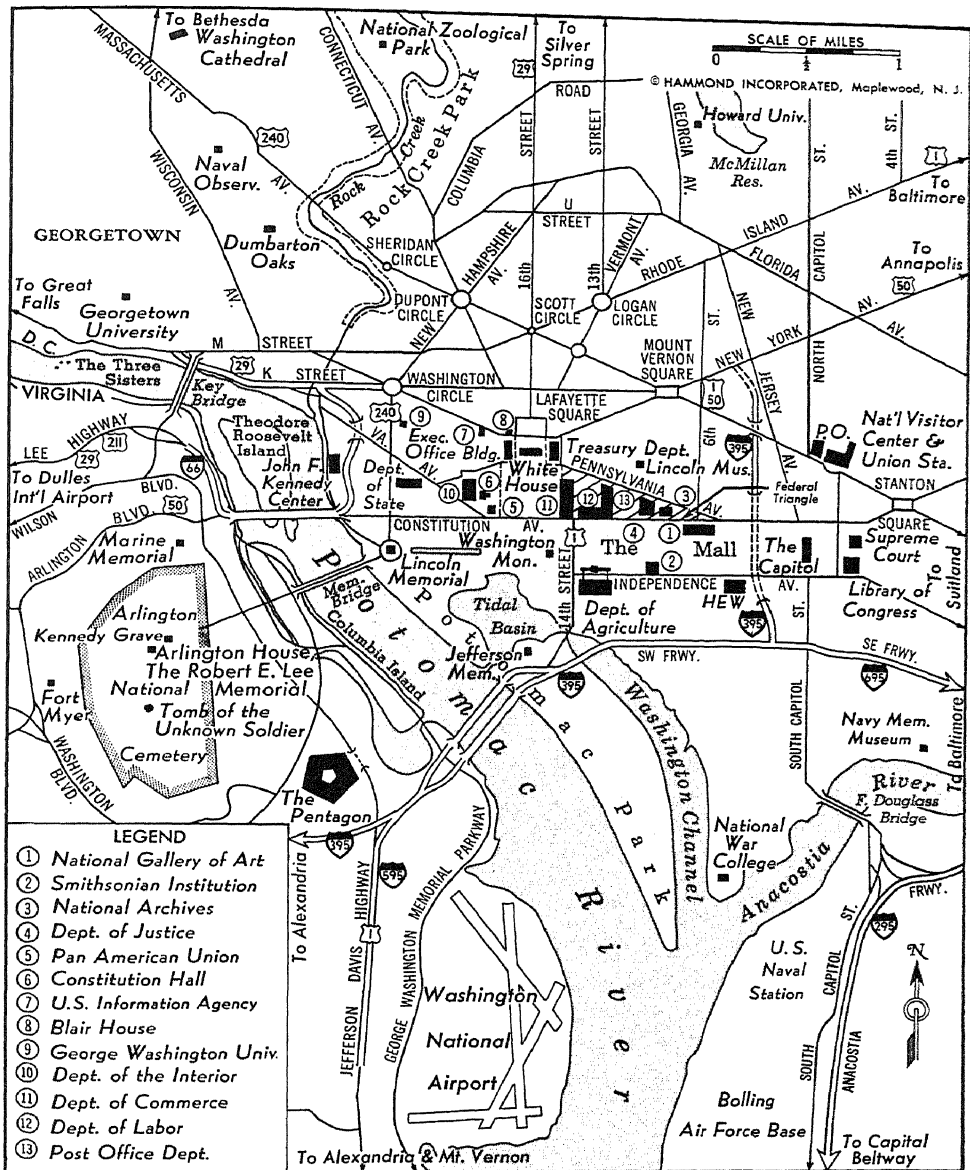 To Bethesda
Washington
Cathedral
MASSACHUSETTS
AV.
CONNECTICUT
AV.
National Zoological
Park
To
Silver
Spring
29
SCALE OF MILES
0 ½ 1
© HAMMOND INCORPORATED, Maplewood, N. J.
16th
STREET
13th
STREET
ROAD
COLUMBIA
GEORGIA
AV.
Howard Univ.
McMillan
Res.
NORTH CAPITOL
ST.
4th ST.
1
To
Baltimore
240
WISCONSIN
AV.
Naval
Observ.
Rock Creek
Rock Creek Park
GEORGETOWN
Dumbarton
Oaks
SHERIDAN
CIRCLE
U
STREET
NEW HAMPSHIRE
AV.
VERMONT
AV.
RHODE ISLAND AV.
FLORIDA
AV.
To
Annapolis
50
To Great
Falls
Georgetown
University
DUPONT
CIRCLE
SCOTT
CIRCLE
LOGAN
CIRCLE
6th
ST.
NEW
JERSEY
AV.
NEW YORK AV.
MOUNT
VERNON
SQUARE
M STREET
D.C.
The Three
Sisters
VIRGINIA
29
K STREET
WASHINGTON
CIRCLE
LAFAYETTE
SQUARE
1
50
Key
Bridge
LEE HIGHWAY
29 211
66
Theodore
Roosevelt
Island
John F.
Kennedy
Center
240
VA.
AV.
9
Exec. 7
Office Bldg.
8
White
House
Treasury Dept.
Lincoln Mus.
395
P.O.
Nat'l Visitor
Center &
Union Sta.
To Dulles
Int'l Airport
WILSON BLVD.
50
ARLINGTON BLVD.
Dept.
of
State
10
6
5
11
12
13
3
PENNSYLVANIA
AV.
Federal
Triangle
STANTON
SQUARE
CONSTITUTION AV.
4
1
2
The Mall
1
14th STREET
Washington
Mon.
The
Capitol
Supreme
Court
To
Suitland
Marine
Memorial
Lincoln
Memorial
Mem.
Bridge
INDEPENDENCE AV.
HEW
Library of
Congress
Dept. of
Agriculture
Tidal
Basin
Jefferson
Mem.
Columbia Island
Arlington
Kennedy Grave
Arlington House,
The Robert E. Lee
National Memorial
Tomb of the
Unknown Soldier
Cemetery
Fort
Myer
WASHINGTON
BLVD.
395
395
SW FRWY.
SE FRWY.
695
SOUTH CAPITOL
ST.
Navy Mem.
Museum
To Baltimore
Potomac River
Potomac Park
Washington Channel
The
Pentagon
395
National
War
College
Anacostia
River
F. Douglass
Bridge
FRWY.
295
To Alexandria
595
1
JEFFERSON DAVIS HIGHWAY
GEORGE WASHINGTON MEMORIAL PARKWAY
Washington
National
Airport
U.S.
Naval
Station
SOUTH CAPITOL ST.
ANACOSTIA
N
Bolling
Air Force Base
To Alexandria & Mt. Vernon
To Capital
Beltway
LEGEND
1 National Gallery of Art
2 Smithsonian Institution
3 National Archives
4 Dept. of Justice
5 Pan American Union
6 Constitution Hall
7 U.S. Information Agency
8 Blair House
9 George Washington Univ.
10 Dept. of the Interior
11 Dept. of Commerce
12 Dept. of Labor
13 Post Office Dept.